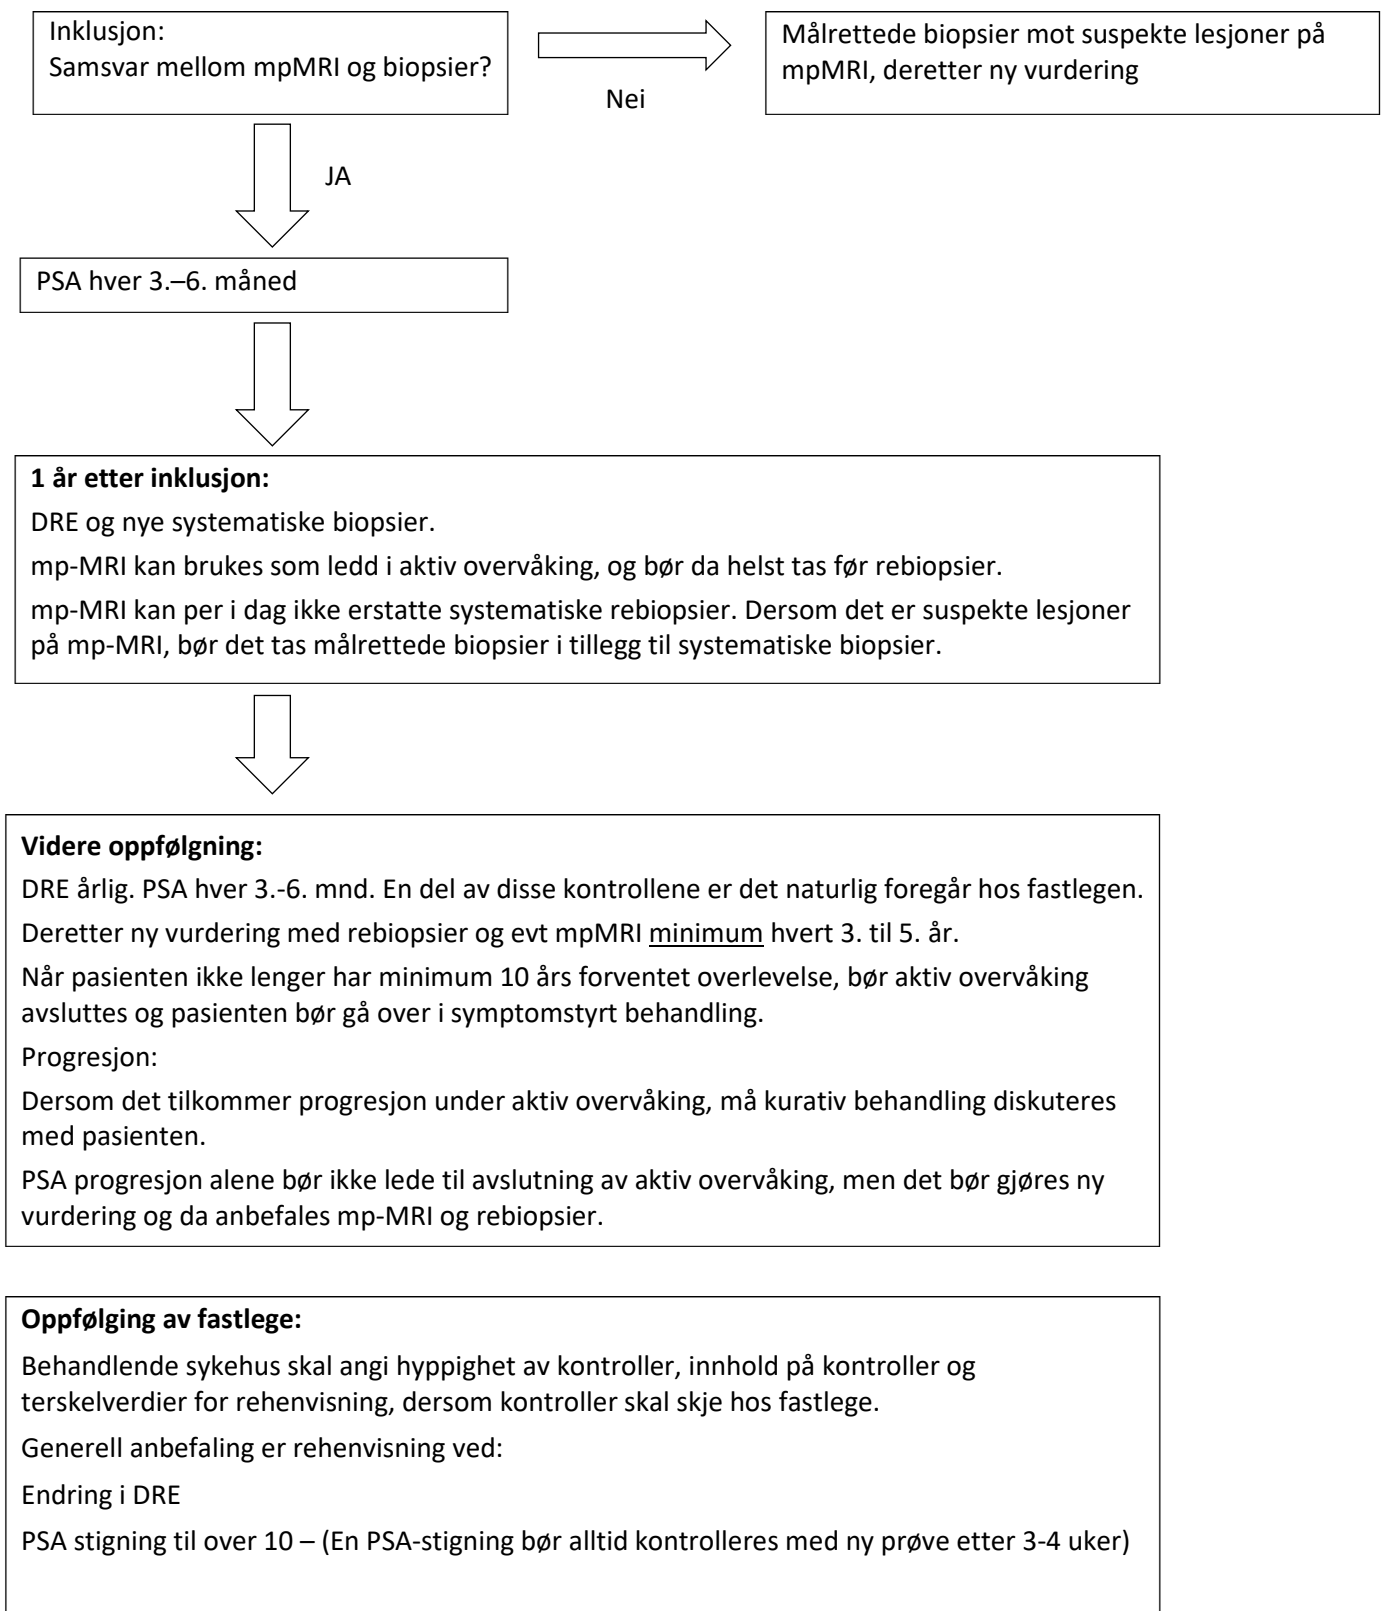 Inklusjon:
Samsvar mellom mpMRI og biopsier?
Nei
Målrettede biopsier mot suspekte lesjoner på
mpMRI, deretter ny vurdering
JA
PSA hver 3.–6. måned
1 år etter inklusjon:
DRE og nye systematiske biopsier.
mp-MRI kan brukes som ledd i aktiv overvåking, og bør da helst tas før rebiopsier.
mp-MRI kan per i dag ikke erstatte systematiske rebiopsier. Dersom det er suspekte lesjoner
på mp-MRI, bør det tas målrettede biopsier i tillegg til systematiske biopsier.
Videre oppfølgning:
DRE årlig. PSA hver 3.-6. mnd. En del av disse kontrollene er det naturlig foregår hos fastlegen.
Deretter ny vurdering med rebiopsier og evt mpMRI minimum hvert 3. til 5. år.
Når pasienten ikke lenger har minimum 10 års forventet overlevelse, bør aktiv overvåking
avsluttes og pasienten bør gå over i symptomstyrt behandling.
Progresjon:
Dersom det tilkommer progresjon under aktiv overvåking, må kurativ behandling diskuteres
med pasienten.
PSA progresjon alene bør ikke lede til avslutning av aktiv overvåking, men det bør gjøres ny
vurdering og da anbefales mp-MRI og rebiopsier.
Oppfølging av fastlege:
Behandlende sykehus skal angi hyppighet av kontroller, innhold på kontroller og
terskelverdier for rehenvisning, dersom kontroller skal skje hos fastlege.
Generell anbefaling er rehenvisning ved:
Endring i DRE
PSA stigning til over 10 – (En PSA-stigning bør alltid kontrolleres med ny prøve etter 3-4 uker)